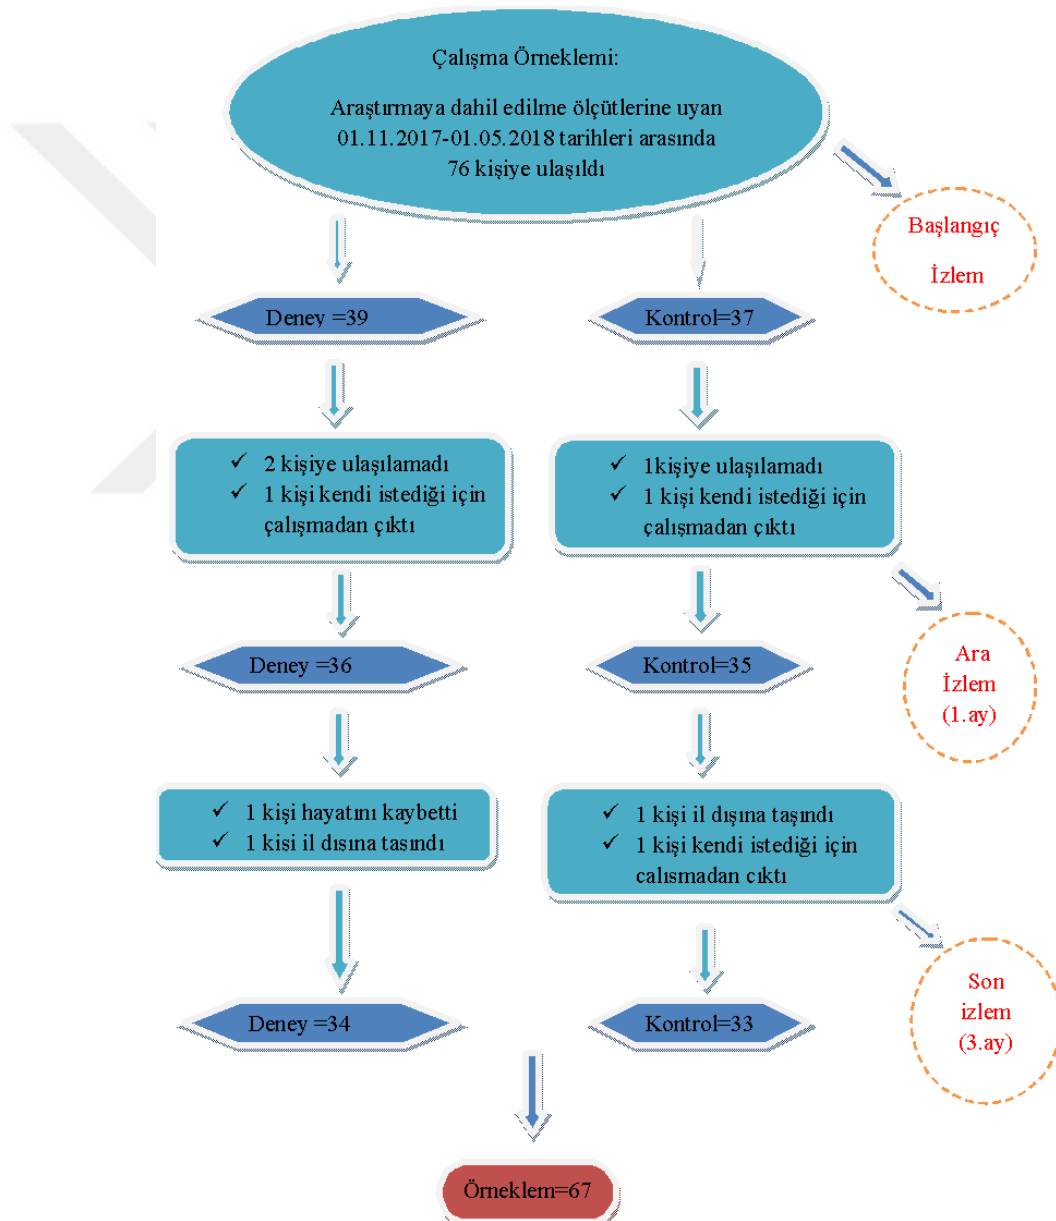 Çalışma Örneklemi:
Araştırmaya dahil edilme ölçütlerine uyan
01.11.2017-01.05.2018 tarihleri arasında
76 kişiye ulaşıldı
Başlangıç
İzlem
Deney =39
Kontrol=37
✓ 2 kişiye ulaşılamadı
✓ 1 kişi kendi istediği için
çalışmadan çıktı
✓ 1kişiye ulaşılamadı
✓ 1 kişi kendi istediği için
çalışmadan çıktı
Deney =36
Kontrol=35
Ara
İzlem
(1.ay)
✓ 1 kişi hayatını kaybetti
✓ 1 kisi il dısına tasındı
✓ 1 kişi il dışına taşındı
✓ 1 kişi kendi istediği için
calısmadan cıktı
Deney =34
Kontrol=33
Son
izlem
(3.ay)
Örneklem=67